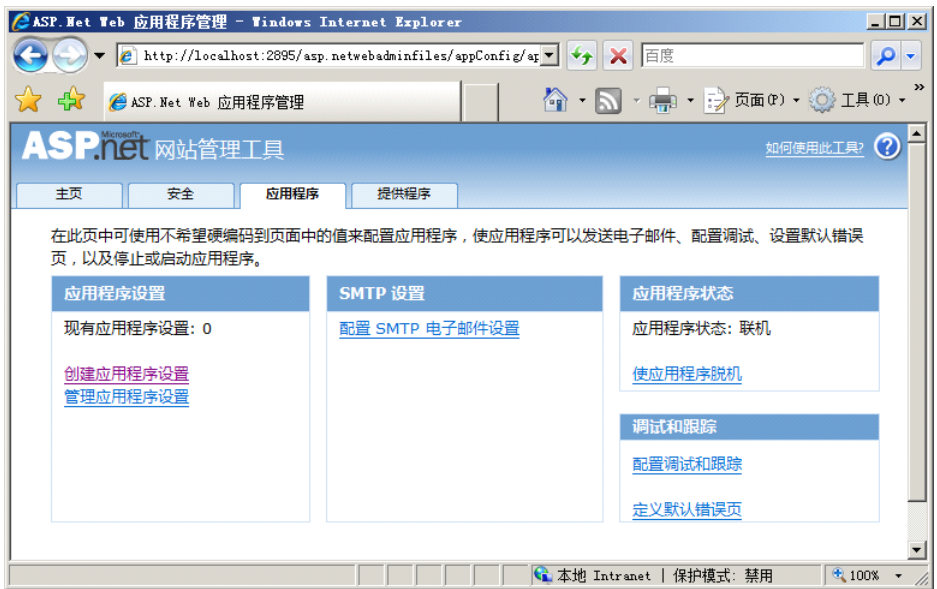 ASP.Net Web 应用程序管理 - Windows Internet Explorer
http://localhost:2895/asp.netwebadminfiles/appConfig/ap
百度
ASP.Net Web 应用程序管理
页面(P)
工具(O)
»
Microsoft
ASP.net 网站管理工具
如何使用此工具?
?
主页
安全
应用程序
提供程序
在此页中可使用不希望硬编码到页面中的值来配置应用程序，使应用程序可以发送电子邮件、配置调试、设置默认错误
页，以及停止或启动应用程序。
应用程序设置
现有应用程序设置: 0
创建应用程序设置
管理应用程序设置
SMTP 设置
配置 SMTP 电子邮件设置
应用程序状态
应用程序状态: 联机
使应用程序脱机
调试和跟踪
配置调试和跟踪
定义默认错误页
本地 Intranet | 保护模式: 禁用
100%